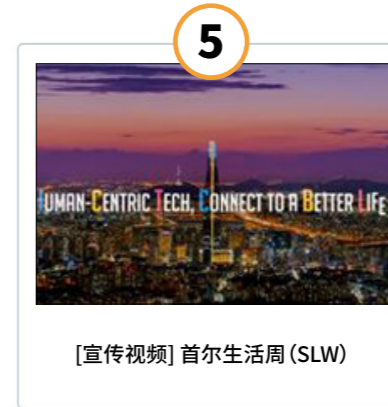 5
HUMAN-CENTRIC TECH, CONNECT TO A BETTER LIFE
[宣传视频] 首尔生活周(SLW)